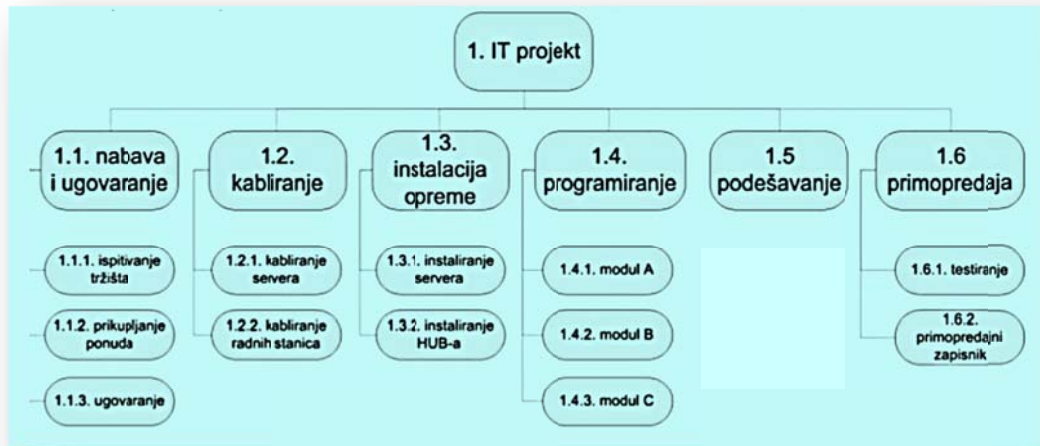 1. IT projekt
1.1. nabava
i ugovaranje
1.2.
kabliranje
1.3.
instalacija
opreme
1.4.
programiranje
1.5
podešavanje
1.6
primopredaja
1.1.1. ispitivanje
tržišta
1.2.1. kabliranje
servera
1.3.1. instaliranje
servera
1.4.1. modul A
1.6.1. testiranje
1.1.2. prikupljanje
ponuda
1.2.2. kabliranje
radnih stanica
1.3.2. instaliranje
HUB-a
1.4.2. modul B
1.6.2.
primopredajni
zapisnik
1.1.3. ugovaranje
1.4.3. modul C